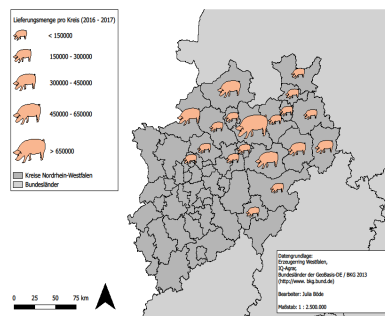 Lieferungsmenge pro Kreis (2016 - 2017)
< 150000
150000 - 300000
300000 - 450000
450000 - 650000
> 650000
Kreise Nordrhein-Westfalen
Bundesländer
0 25 50 75 km
Datengrundlage:
Erzeugerring Westfalen,
IQ-Agrar,
Bundesländer der GeoBasis-DE / BKG 2013
(http://www. bkg.bund.de)
Bearbeiter: Julia Böde
Maßstab: 1 : 2.500.000